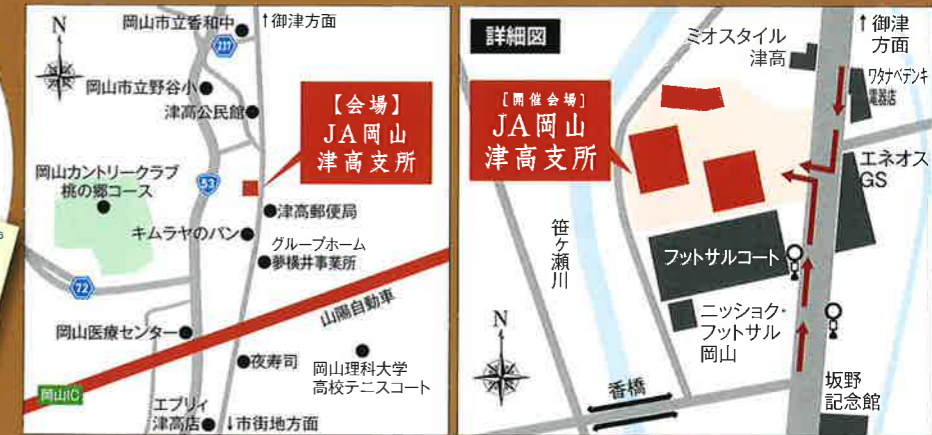 岡山市立香和中
↑御津方面
N
237
岡山市立野谷小
津高公民館
【会場】
JA岡山
津高支所
岡山カントリークラブ
桃の郷コース
53
津高郵便局
キムラヤのパン
グループホーム
夢横井事業所
72
山陽自動車
岡山医療センター
夜寿司
岡山理科大学
高校テニスコート
岡山IC
エブリイ
津高店
↓市街地方面
詳細図
ミオスタイル
津高
↑御津
方面
ワタナベデンキ
電器店
[開催会場]
JA岡山
津高支所
エネオス
GS
笹ヶ瀬川
フットサルコート
ニッショク・
フットサル
岡山
N
香橋
坂野
記念館